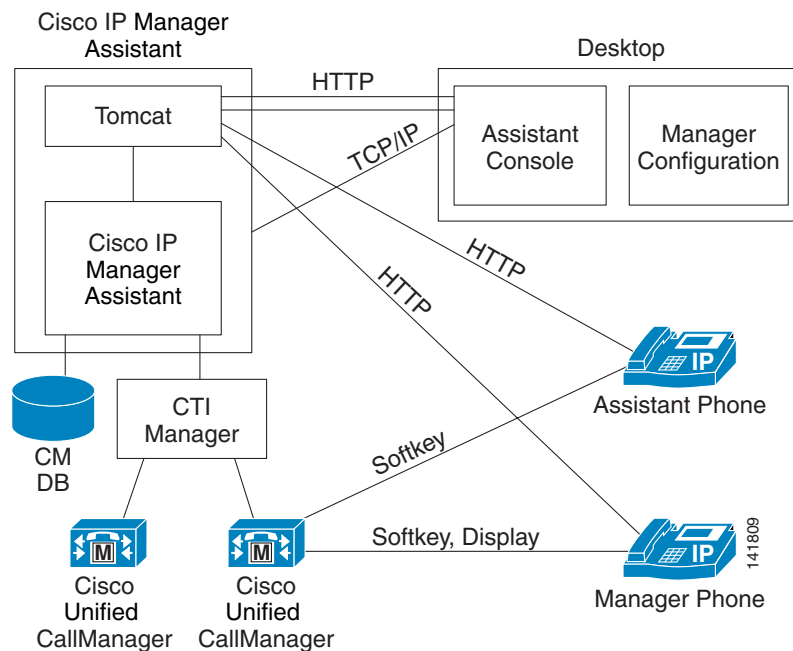 Cisco IP Manager
Assistant
Desktop
HTTP
Tomcat
Assistant
Console
Manager
Configuration
TCP/IP
Cisco IP
Manager
Assistant
HTTP
HTTP
IP
Assistant Phone
CTI
Manager
CM
DB
Softkey
M
M
Softkey, Display
IP
141809
Cisco
Unified
CallManager
Cisco
Unified
CallManager
Manager Phone